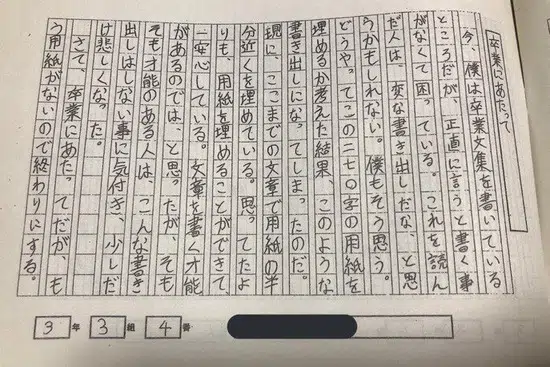 卒業にあたって
今、僕は卒業文集を書いている
ところだが、正直に言うと書く事
がなくて困っている。これを読ん
だ人は、変な書き出しだな、と思
うかもしれない。僕もそう思う。
どうやってこの二七〇字の用紙を
埋めるか考えた結果、このような
書き出しになってしまったのだ。
現に、ここまでの文章で用紙の半
分近くを埋めている。思ってたよ
りも、用紙を埋めることができて、
一安心している。文章を書く才能
があるのでは、と思ったが、そも
そも才能のある人は、こんな書き
出しはしない事に気付き、少しだ
け悲しくなった。
さて、卒業にあたってだが、も
う用紙がないので終わりにする。
3年 3組 4番